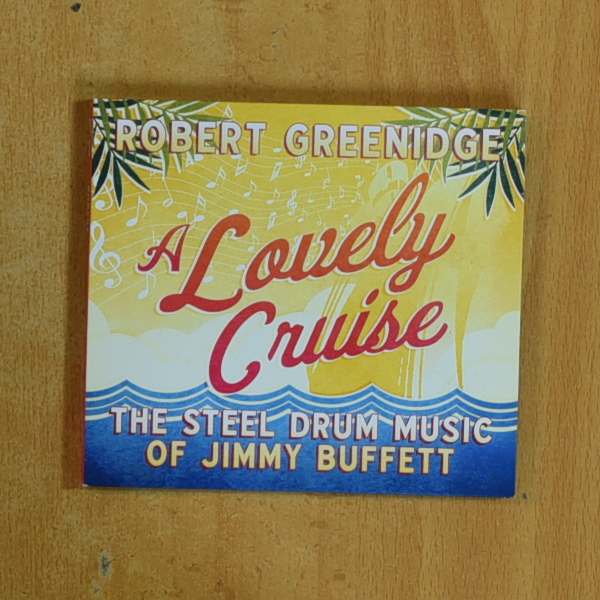 ROBERT GREENIDGE
A Lovely
Cruise
THE STEEL DRUM MUSIC
OF JIMMY BUFFETT